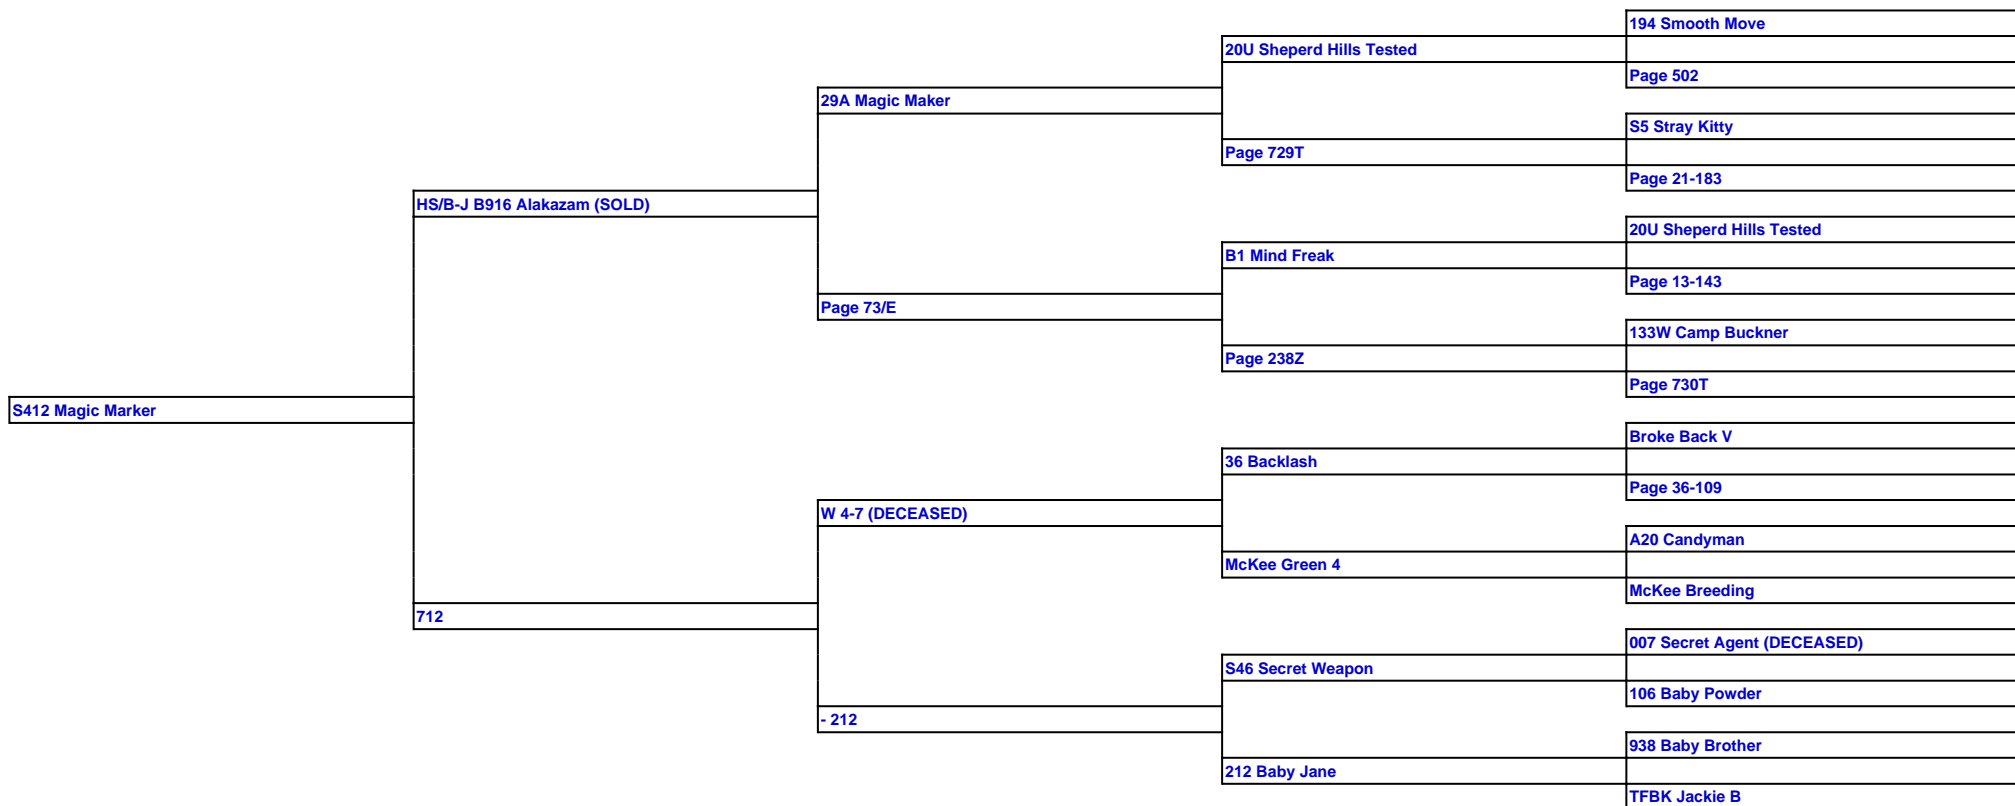 194 Smooth Move
20U Sheperd Hills Tested
Page 502
29A Magic Maker
S5 Stray Kitty
Page 729T
Page 21-183
HS/B-J B916 Alakazam (SOLD)
20U Sheperd Hills Tested
B1 Mind Freak
Page 13-143
Page 73/E
133W Camp Buckner
Page 238Z
Page 730T
S412 Magic Marker
Broke Back V
36 Backlash
Page 36-109
W 4-7 (DECEASED)
A20 Candyman
McKee Green 4
McKee Breeding
712
007 Secret Agent (DECEASED)
S46 Secret Weapon
106 Baby Powder
- 212
938 Baby Brother
212 Baby Jane
TFBK Jackie B